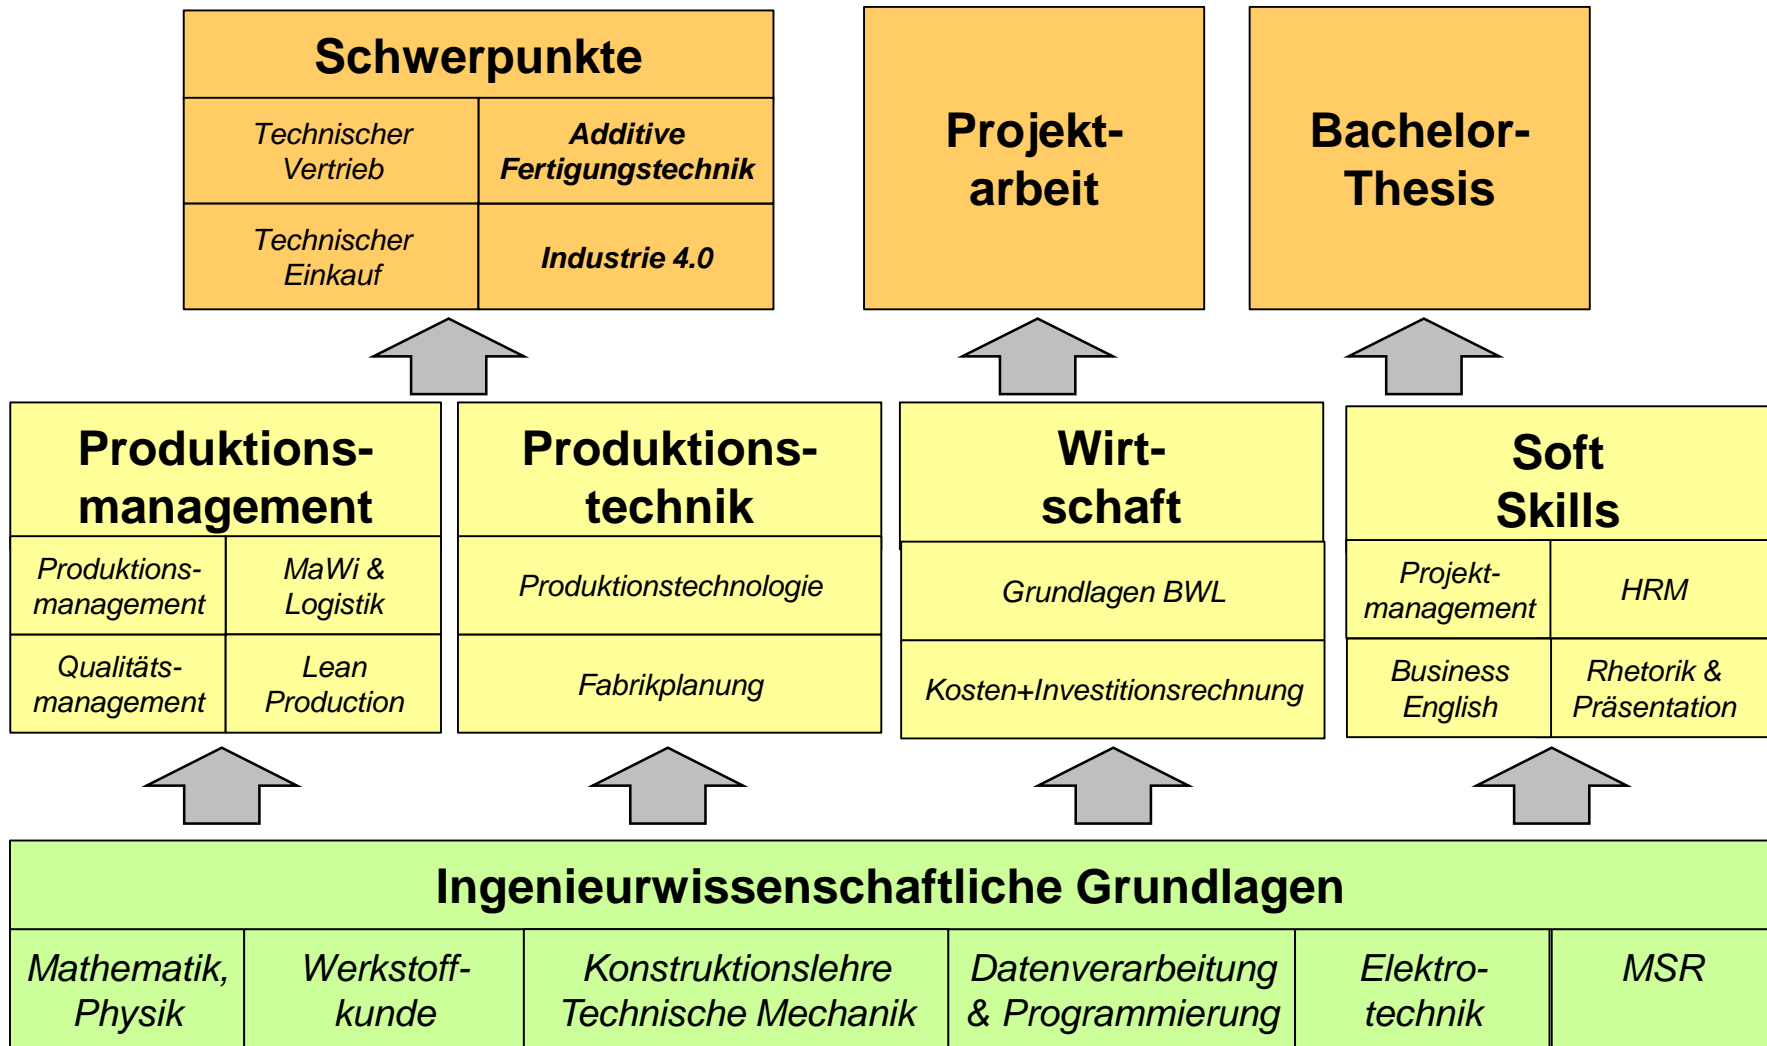 Schwerpunkte
Technischer
Vertrieb
Additive
Fertigungstechnik
Technischer
Einkauf
Industrie 4.0
Projekt-
arbeit
Bachelor-
Thesis
Produktions-
management
Produktions-
management
MaWi &
Logistik
Qualitäts-
management
Lean
Production
Produktions-
technik
Produktionstechnologie
Fabrikplanung
Wirt-
schaft
Grundlagen BWL
Kosten+Investitionsrechnung
Soft
Skills
Projekt-
management
HRM
Business
English
Rhetorik &
Präsentation
Ingenieurwissenschaftliche Grundlagen
Mathematik,
Physik
Werkstoff-
kunde
Konstruktionslehre
Technische Mechanik
Datenverarbeitung
& Programmierung
Elektro-
technik
MSR